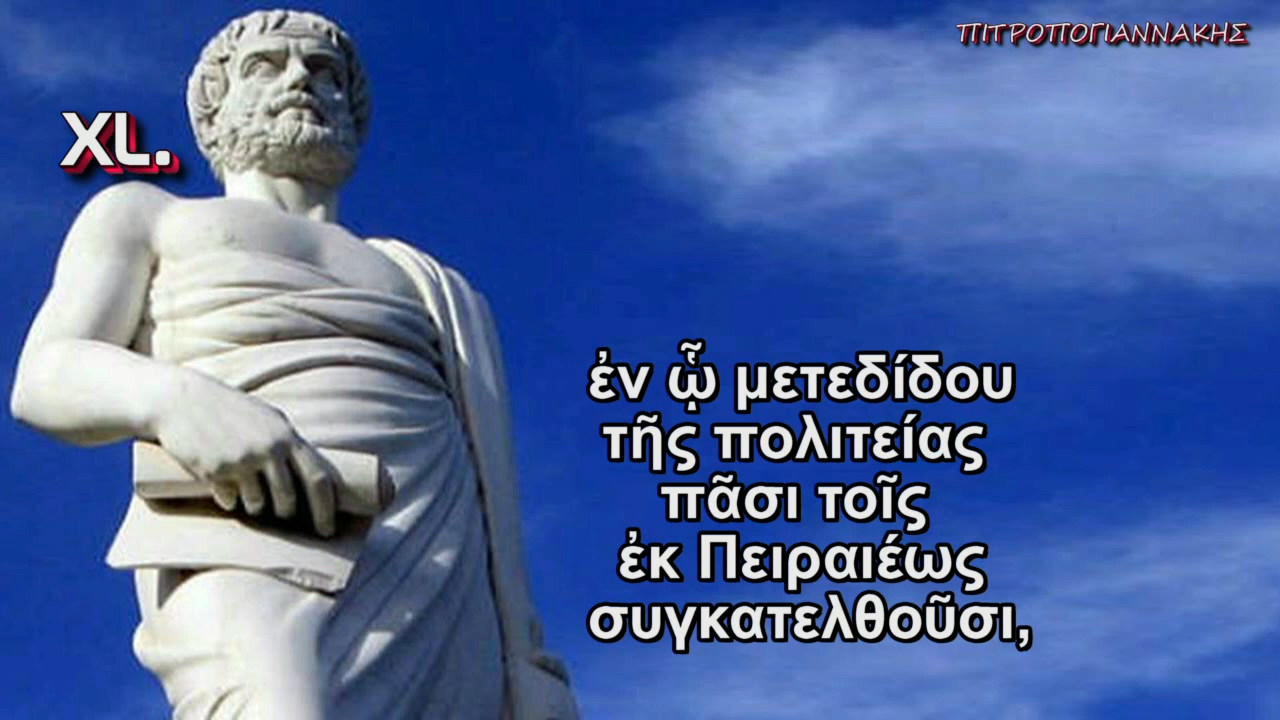 ΠΙΤΡΟΠΟΓΙΑΝΝΑΚΗΣ
XL.
ἐν ᾧ μετεδίδου
τῆς πολιτείας
πᾶσι τοῖς
ἐκ Πειραιέως
συγκατελθοῦσι,